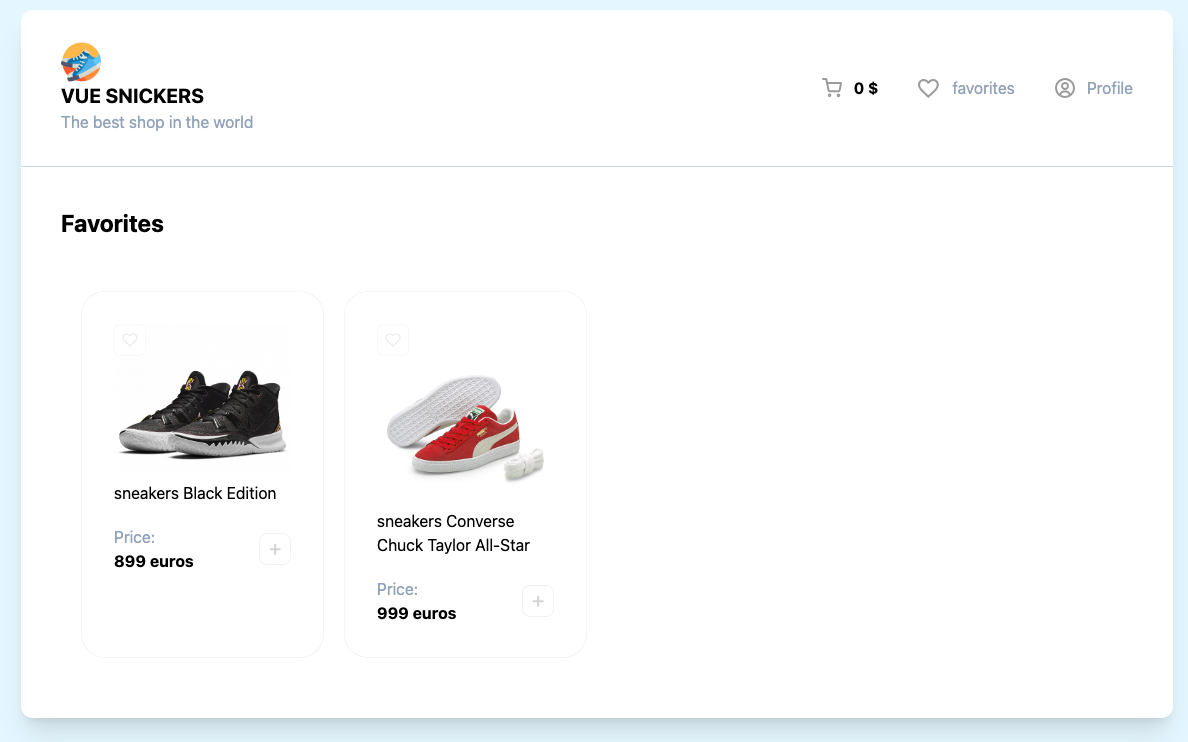 VUE SNICKERS
The best shop in the world
0 $
favorites
Profile
Favorites
sneakers Black Edition
Price:
899 euros
sneakers Converse
Chuck Taylor All-Star
Price:
999 euros